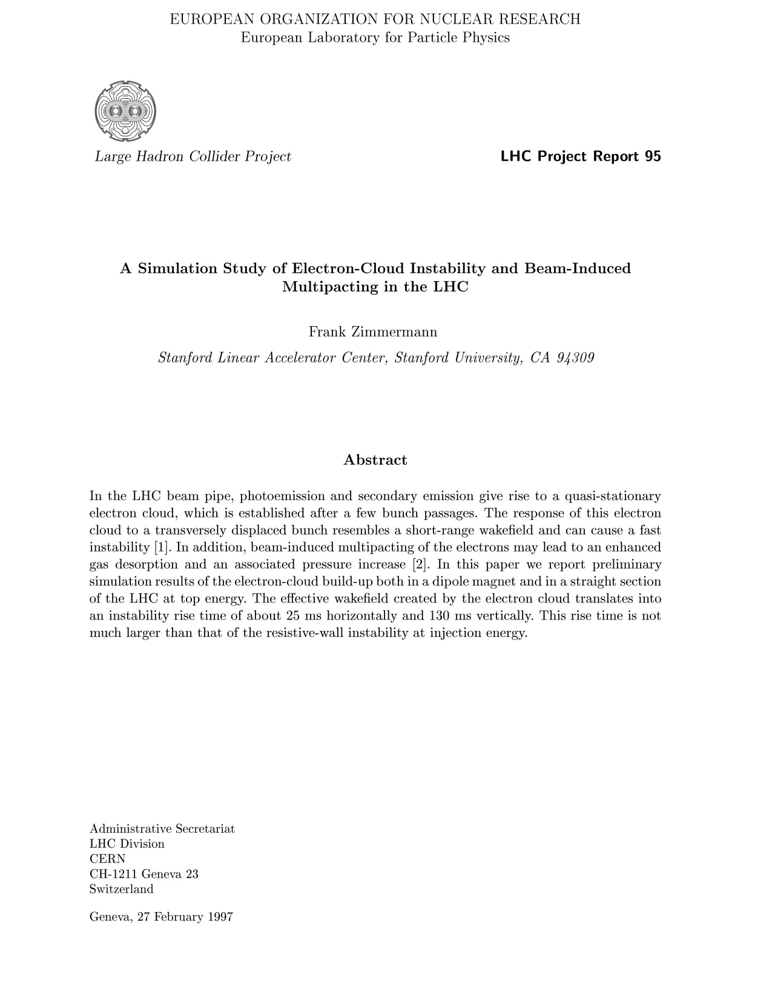 EUROPEAN ORGANIZATION FOR NUCLEAR RESEARCH
European Laboratory for Particle Physics
Large Hadron Collider Project
LHC Project Report 95
A Simulation Study of Electron-Cloud Instability and Beam-Induced
Multipacting in the LHC
Frank Zimmermann
Stanford Linear Accelerator Center, Stanford University, CA 94309
Abstract
In the LHC beam pipe, photoemission and secondary emission give rise to a quasi-stationary
electron cloud, which is established after a few bunch passages. The response of this electron
cloud to a transversely displaced bunch resembles a short-range wakefield and can cause a fast
instability [1]. In addition, beam-induced multipacting of the electrons may lead to an enhanced
gas desorption and an associated pressure increase [2]. In this paper we report preliminary
simulation results of the electron-cloud build-up both in a dipole magnet and in a straight section
of the LHC at top energy. The effective wakefield created by the electron cloud translates into
an instability rise time of about 25 ms horizontally and 130 ms vertically. This rise time is not
much larger than that of the resistive-wall instability at injection energy.
Administrative Secretariat
LHC Division
CERN
CH-1211 Geneva 23
Switzerland
Geneva, 27 February 1997